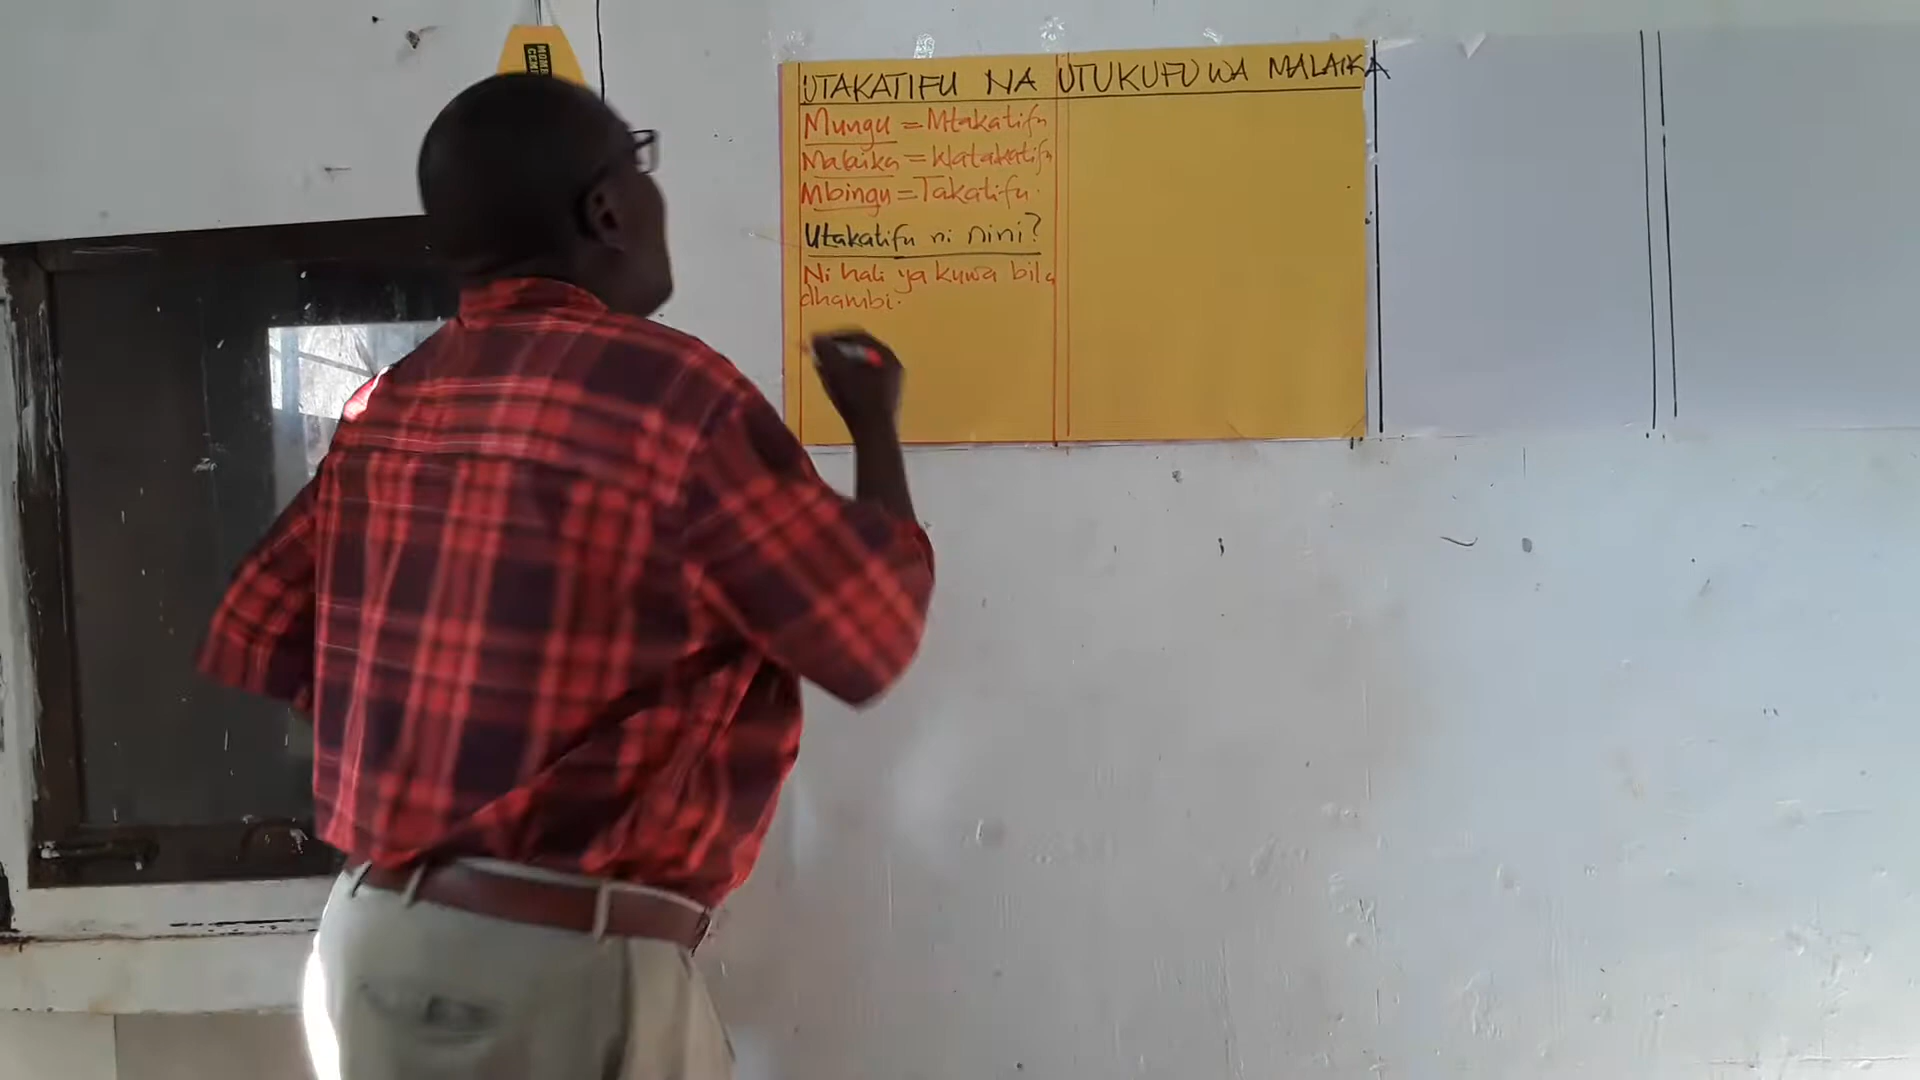 UTAKATIFU NA UTUKUFU WA MALAIKA
Mungu = Mtakatifu
Malaika = Watakatifu
Mbingu = Takatifu.
Utakatifu ni nini?
Ni hali ya kuwa bila
dhambi.